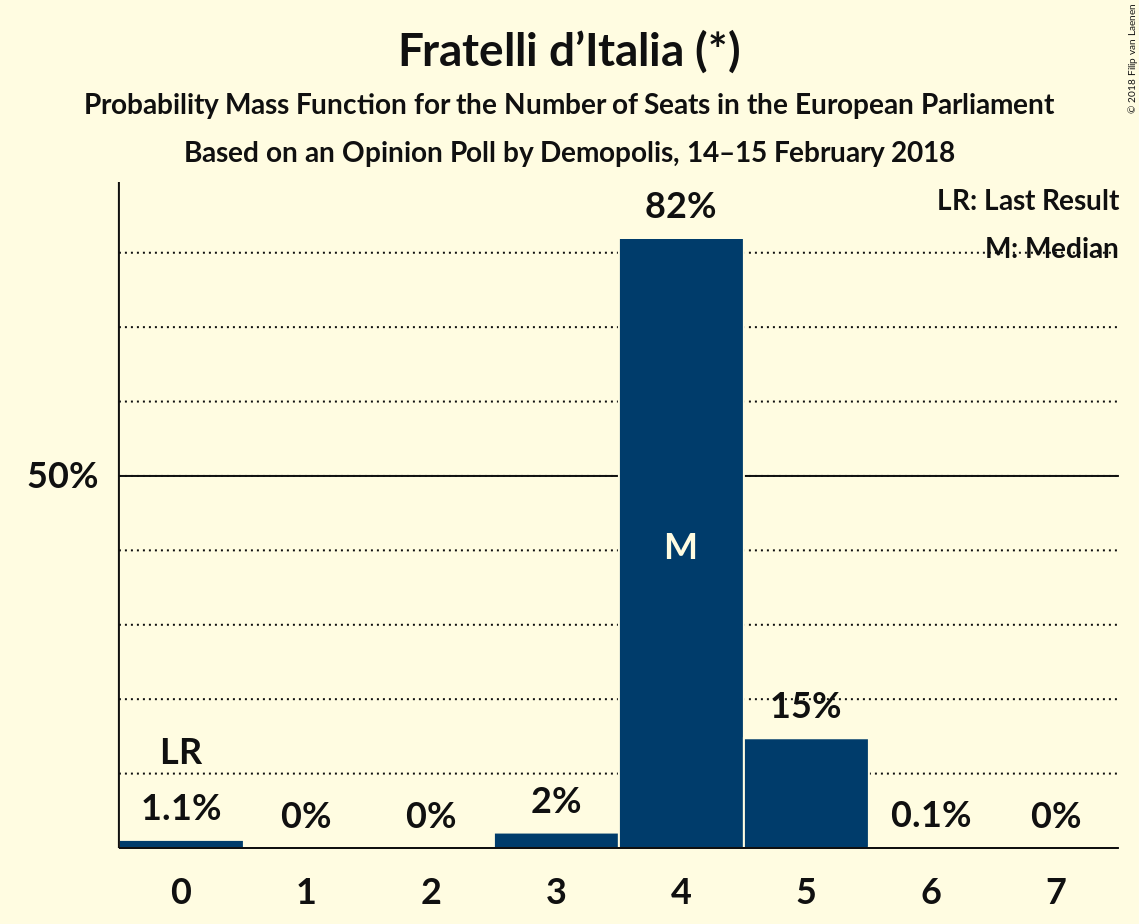 Fratelli d’Italia (*)
Probability Mass Function for the Number of Seats in the European Parliament
Based on an Opinion Poll by Demopolis, 14–15 February 2018
© 2018 Filip van Laenen
LR: Last Result
M: Median
82%
50%
M
15%
LR
1.1%
0%
0%
2%
0.1%
0%
0 1 2 3 4 5 6 7